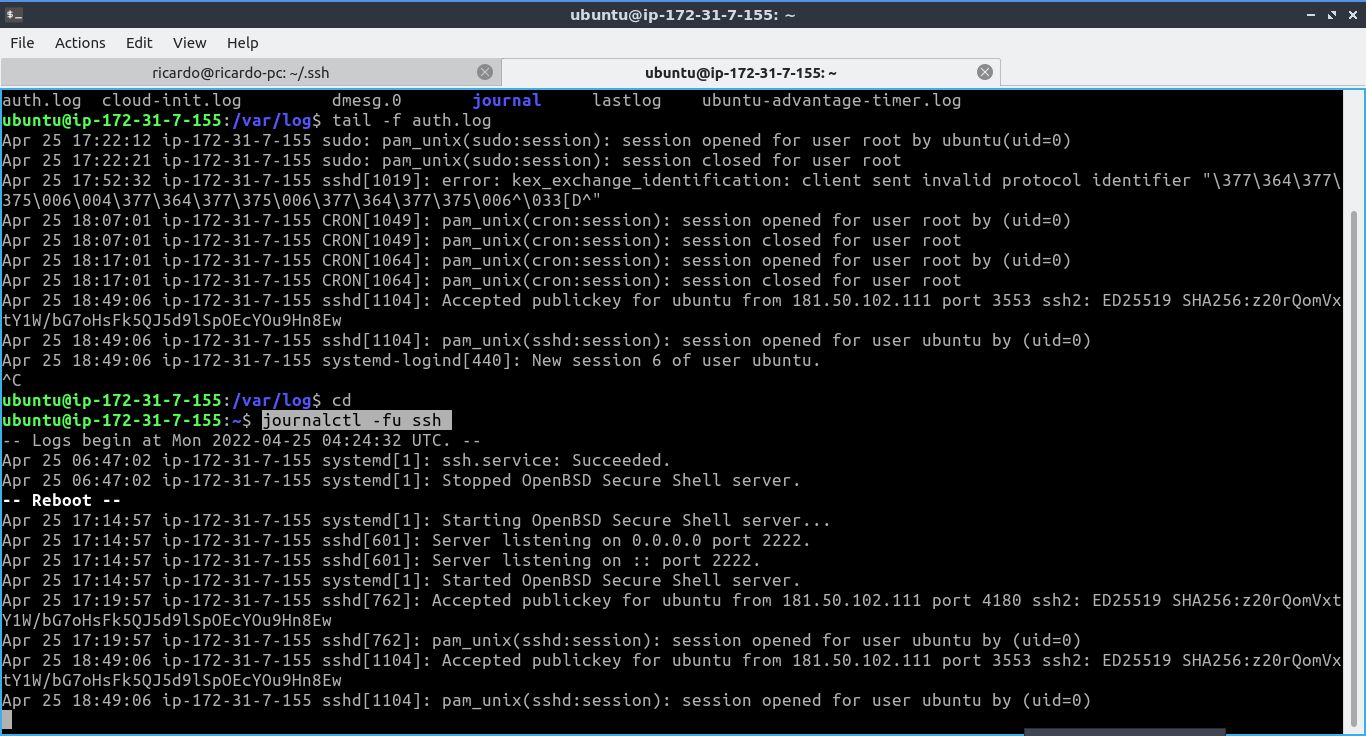 ubuntu@ip-172-31-7-155: ~
File Actions Edit View Help
ricardo@ricardo-pc: ~/.ssh
ubuntu@ip-172-31-7-155: ~
auth.log cloud-init.log dmesg.0 journal lastlog ubuntu-advantage-timer.log
ubuntu@ip-172-31-7-155:/var/log$ tail -f auth.log
Apr 25 17:22:12 ip-172-31-7-155 sudo: pam_unix(sudo:session): session opened for user root by ubuntu(uid=0)
Apr 25 17:22:21 ip-172-31-7-155 sudo: pam_unix(sudo:session): session closed for user root
Apr 25 17:52:32 ip-172-31-7-155 sshd[1019]: error: kex_exchange_identification: client sent invalid protocol identifier "\377\364\377\
375\006\004\377\364\377\375\006\377\364\377\375\006^\033[D^"
Apr 25 18:07:01 ip-172-31-7-155 CRON[1049]: pam_unix(cron:session): session opened for user root by (uid=0)
Apr 25 18:07:01 ip-172-31-7-155 CRON[1049]: pam_unix(cron:session): session closed for user root
Apr 25 18:17:01 ip-172-31-7-155 CRON[1064]: pam_unix(cron:session): session opened for user root by (uid=0)
Apr 25 18:17:01 ip-172-31-7-155 CRON[1064]: pam_unix(cron:session): session closed for user root
Apr 25 18:49:06 ip-172-31-7-155 sshd[1104]: Accepted publickey for ubuntu from 181.50.102.111 port 3553 ssh2: ED25519 SHA256:z20rQomVx
tY1W/bG7oHsFk5QJ5d9lSpOEcYOu9Hn8Ew
Apr 25 18:49:06 ip-172-31-7-155 sshd[1104]: pam_unix(sshd:session): session opened for user ubuntu by (uid=0)
Apr 25 18:49:06 ip-172-31-7-155 systemd-logind[440]: New session 6 of user ubuntu.
^C
ubuntu@ip-172-31-7-155:/var/log$ cd
ubuntu@ip-172-31-7-155:~$ journalctl -fu ssh
-- Logs begin at Mon 2022-04-25 04:24:32 UTC. --
Apr 25 06:47:02 ip-172-31-7-155 systemd[1]: ssh.service: Succeeded.
Apr 25 06:47:02 ip-172-31-7-155 systemd[1]: Stopped OpenBSD Secure Shell server.
-- Reboot --
Apr 25 17:14:57 ip-172-31-7-155 systemd[1]: Starting OpenBSD Secure Shell server...
Apr 25 17:14:57 ip-172-31-7-155 sshd[601]: Server listening on 0.0.0.0 port 2222.
Apr 25 17:14:57 ip-172-31-7-155 sshd[601]: Server listening on :: port 2222.
Apr 25 17:14:57 ip-172-31-7-155 systemd[1]: Started OpenBSD Secure Shell server.
Apr 25 17:19:57 ip-172-31-7-155 sshd[762]: Accepted publickey for ubuntu from 181.50.102.111 port 4180 ssh2: ED25519 SHA256:z20rQomVxt
Y1W/bG7oHsFk5QJ5d9lSpOEcYOu9Hn8Ew
Apr 25 17:19:57 ip-172-31-7-155 sshd[762]: pam_unix(sshd:session): session opened for user ubuntu by (uid=0)
Apr 25 18:49:06 ip-172-31-7-155 sshd[1104]: Accepted publickey for ubuntu from 181.50.102.111 port 3553 ssh2: ED25519 SHA256:z20rQomVx
tY1W/bG7oHsFk5QJ5d9lSpOEcYOu9Hn8Ew
Apr 25 18:49:06 ip-172-31-7-155 sshd[1104]: pam_unix(sshd:session): session opened for user ubuntu by (uid=0)